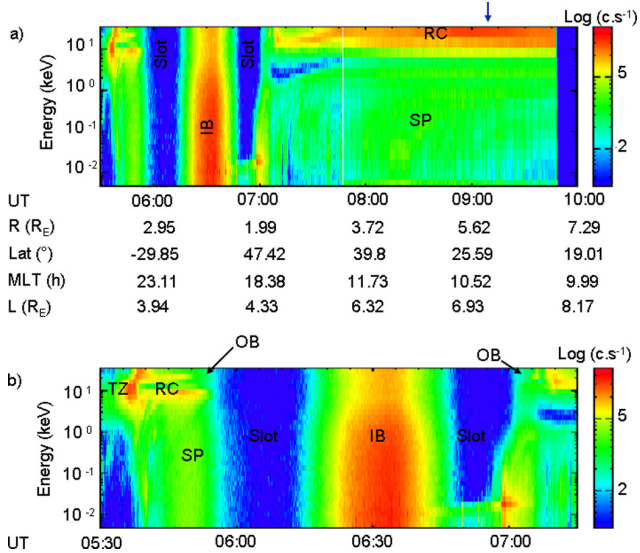 a)
Log (c.s⁻¹)
RC
Slot
Slot
IB
SP
Energy (keV)
10¹
10⁰
10⁻¹
10⁻²
5
2
UT 06:00 07:00 08:00 09:00 10:00
R (R_E) 2.95 1.99 3.72 5.62 7.29
Lat (°) -29.85 47.42 39.8 25.59 19.01
MLT (h) 23.11 18.38 11.73 10.52 9.99
L (R_E) 3.94 4.33 6.32 6.93 8.17
OB
OB
b)
Log (c.s⁻¹)
TZ
RC
SP
Slot
IB
Slot
Energy (keV)
10¹
10⁰
10⁻¹
10⁻²
5
2
UT 05:30 06:00 06:30 07:00